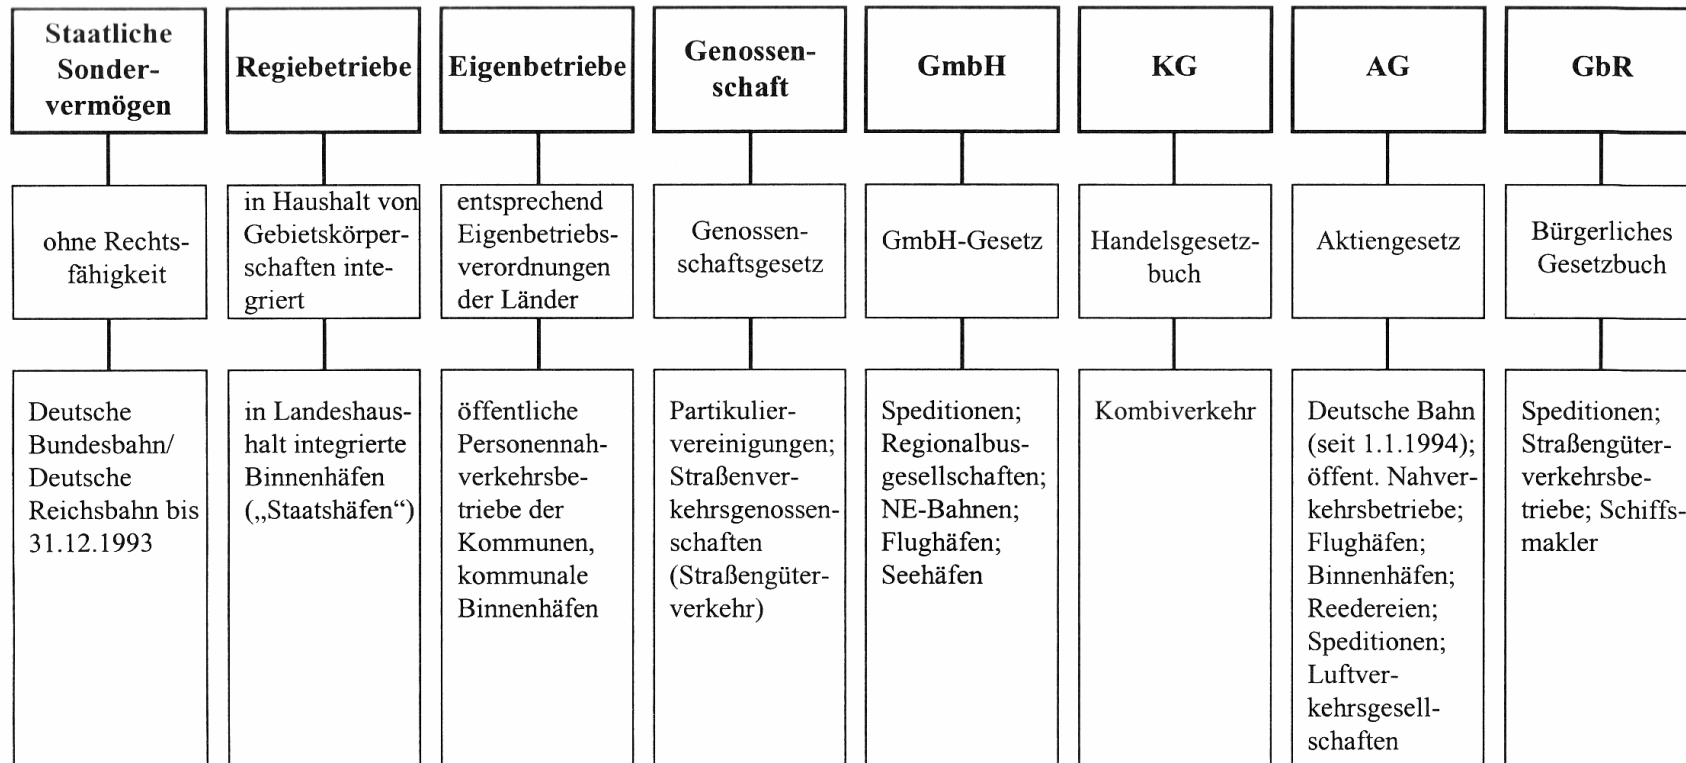 Staatliche
Sonder-
vermögen
Regiebetriebe
Eigenbetriebe
Genossen-
schaft
GmbH
KG
AG
GbR
ohne Rechts-
fähigkeit
in Haushalt von
Gebietskörper-
schaften inte-
griert
entsprechend
Eigenbetriebs-
verordnungen
der Länder
Genossen-
schaftsgesetz
GmbH-Gesetz
Handelsgesetz-
buch
Aktiengesetz
Bürgerliches
Gesetzbuch
Deutsche
Bundesbahn/
Deutsche
Reichsbahn bis
31.12.1993
in Landeshaus-
halt integrierte
Binnenhäfen
(„Staatshäfen“)
öffentliche
Personennah-
verkehrsbe-
triebe der
Kommunen,
kommunale
Binnenhäfen
Partikulier-
vereinigungen;
Straßenver-
kehrsgenossen-
schaften
(Straßengüter-
verkehr)
Speditionen;
Regionalbus-
gesellschaften;
NE-Bahnen;
Flughäfen;
Seehäfen
Kombiverkehr
Deutsche Bahn
(seit 1.1.1994);
öffent. Nahver-
kehrsbetriebe;
Flughäfen;
Binnenhäfen;
Reedereien;
Speditionen;
Luftver-
kehrsgesell-
schaften
Speditionen;
Straßengüter-
verkehrsbe-
triebe; Schiffs-
makler